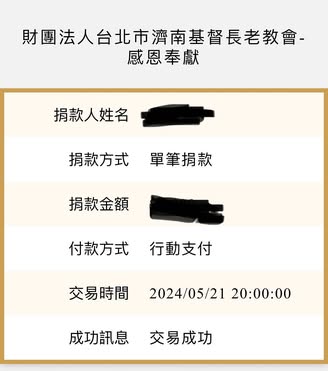 財團法人台北市濟南基督長老教會-
感恩奉獻
捐款人姓名
捐款方式 單筆捐款
捐款金額
付款方式 行動支付
交易時間 2024/05/21 20:00:00
成功訊息 交易成功